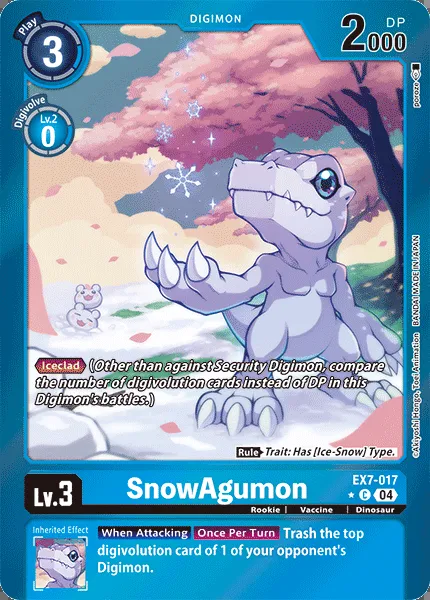 Play
3
DIGIMON
DP
2000
Digivolve
Lv.2
0
porezo
©Akiyoshi Hongo, Toei Animation BANDAI MADE IN JAPAN
Iceclad (Other than against Security Digimon, compare
the number of digivolution cards instead of DP in this
Digimon's battles.)
Rule Trait: Has [Ice-Snow] Type.
Lv.3
SnowAgumon
EX7-017
C 04
Rookie | Vaccine | Dinosaur
Inherited Effect
When Attacking Once Per Turn Trash the top
digivolution card of 1 of your opponent's
Digimon.